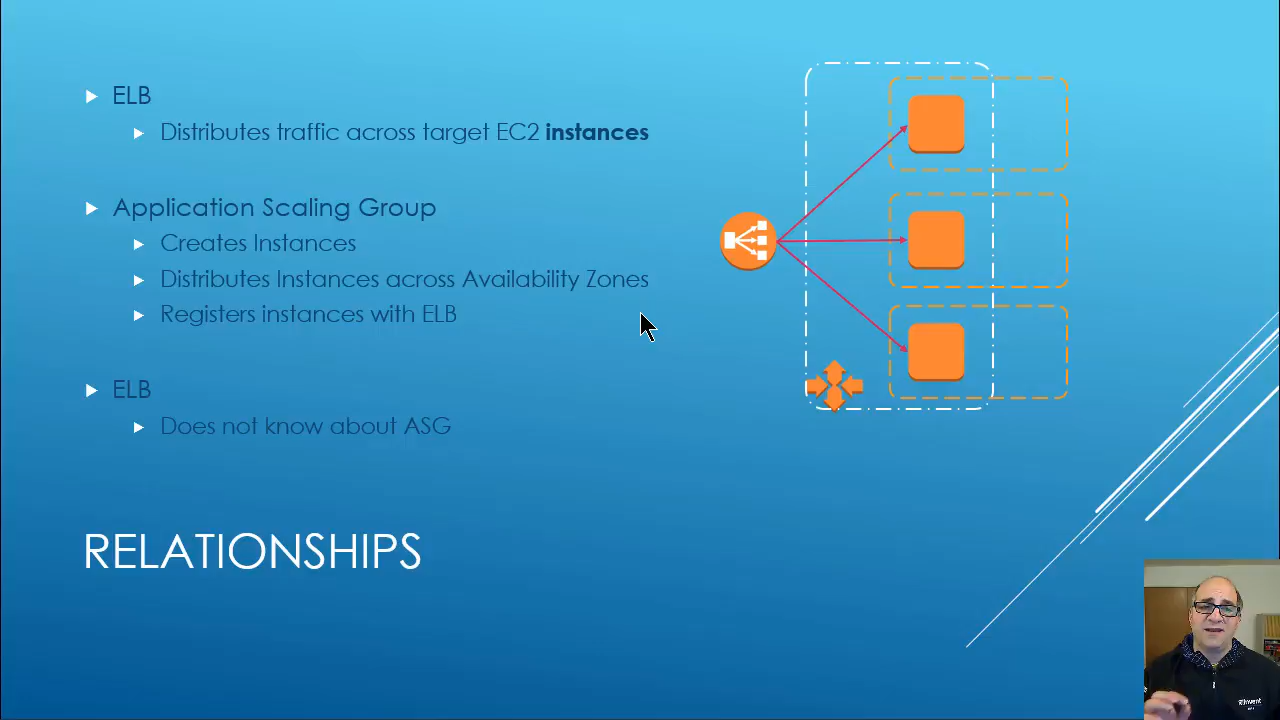 ELB
Distributes traffic across target EC2 instances
Application Scaling Group
Creates Instances
Distributes Instances across Availability Zones
Registers instances with ELB
ELB
Does not know about ASG
RELATIONSHIPS